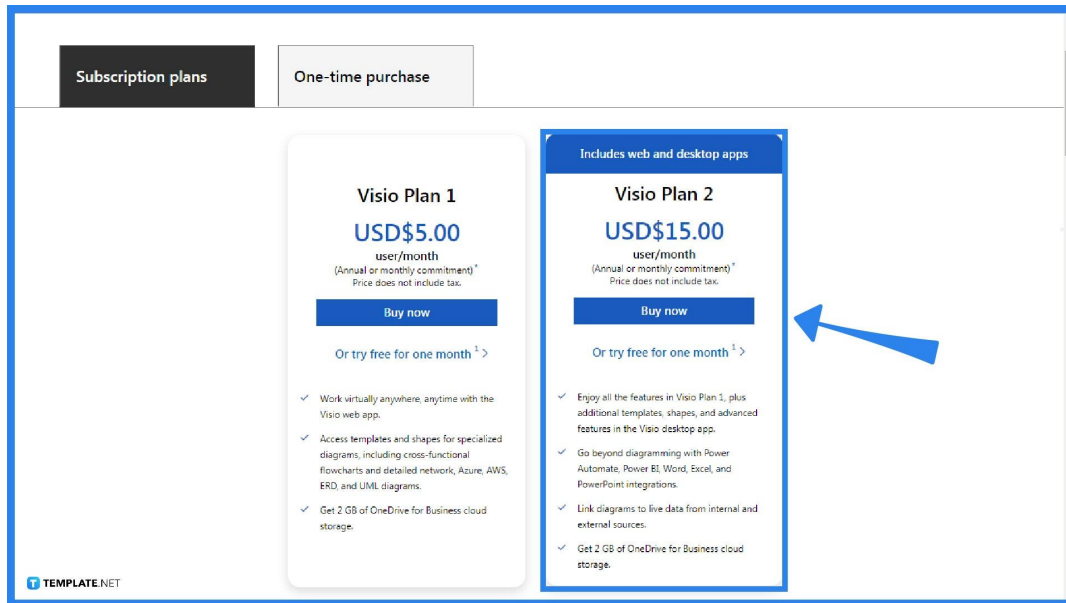 Subscription plans
One-time purchase
Visio Plan 1
USD$5.00
user/month
(Annual or monthly commitment)*
Price does not include tax.
Buy now
Or try free for one month 1 >
Work virtually anywhere, anytime with the
Visio web app.
Access templates and shapes for specialized
diagrams, including cross-functional
flowcharts and detailed network, Azure, AWS,
ERD, and UML diagrams.
Get 2 GB of OneDrive for Business cloud
storage.
Includes web and desktop apps
Visio Plan 2
USD$15.00
user/month
(Annual or monthly commitment)*
Price does not include tax.
Buy now
Or try free for one month 1 >
Enjoy all the features in Visio Plan 1, plus
additional templates, shapes, and advanced
features in the Visio desktop app.
Go beyond diagramming with Power
Automate, Power BI, Word, Excel, and
PowerPoint integrations.
Link diagrams to live data from internal and
external sources.
Get 2 GB of OneDrive for Business cloud
storage.
T TEMPLATE.NET